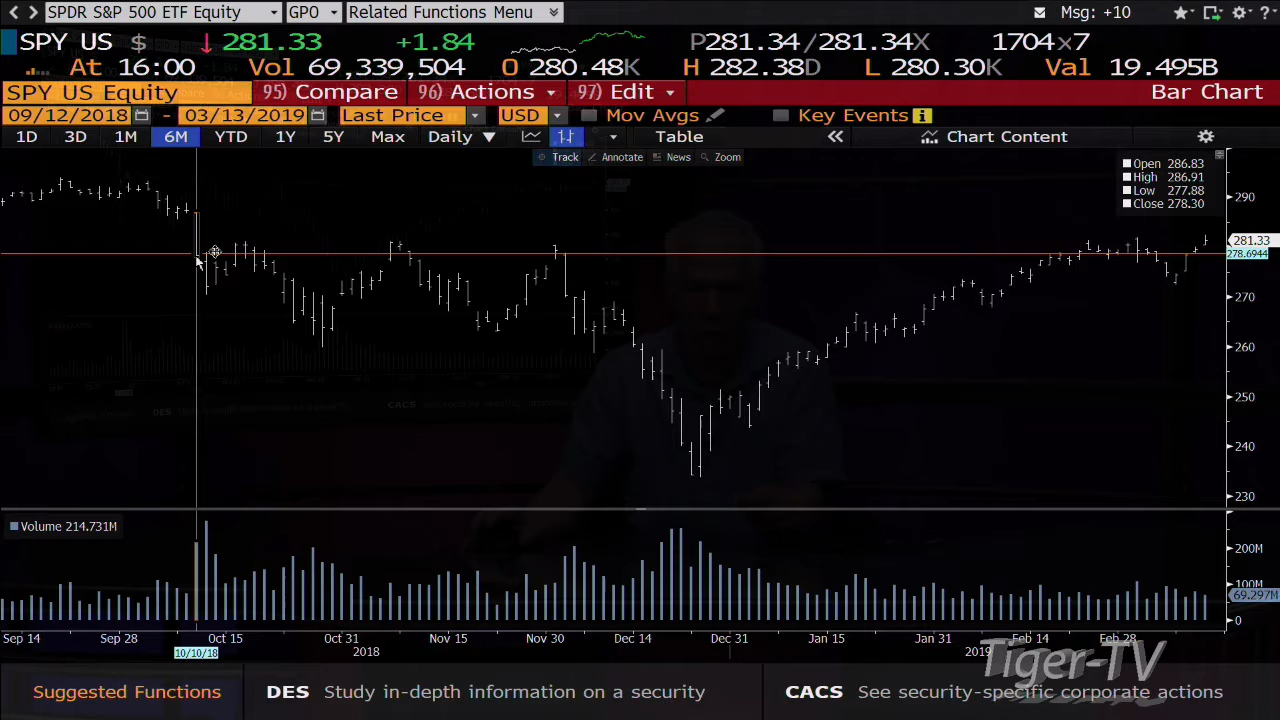 SPDR S&P 500 ETF Equity GPO Related Functions Menu Msg: +10 ?
SPY US $ ↓ 281.33 +1.84 P281.34/281.34X 1704x7
At 16:00 Vol 69,339,504 O 280.48K H 282.38D L 280.30K Val 19.495B
SPY US Equity 95) Compare 96) Actions 97) Edit Bar Chart
09/12/2018 - 03/13/2019 Last Price USD Mov Avgs Key Events i
1D 3D 1M 6M YTD 1Y 5Y Max Daily Table « Chart Content
Track Annotate News Zoom
Open 286.83
High 286.91
Low 277.88
Close 278.30
290
281.33
278.6944
270
260
250
240
230
Volume 214.731M
200M
100M
69.297M
0
Sep 14 Sep 28 Oct 15 Oct 31 Nov 15 Nov 30 Dec 14 Dec 31 Jan 15 Jan 31 Feb 14 Feb 28
10/10/18 2018 2019
Tiger-TV
Suggested Functions DES Study in-depth information on a security CACS See security-specific corporate actions